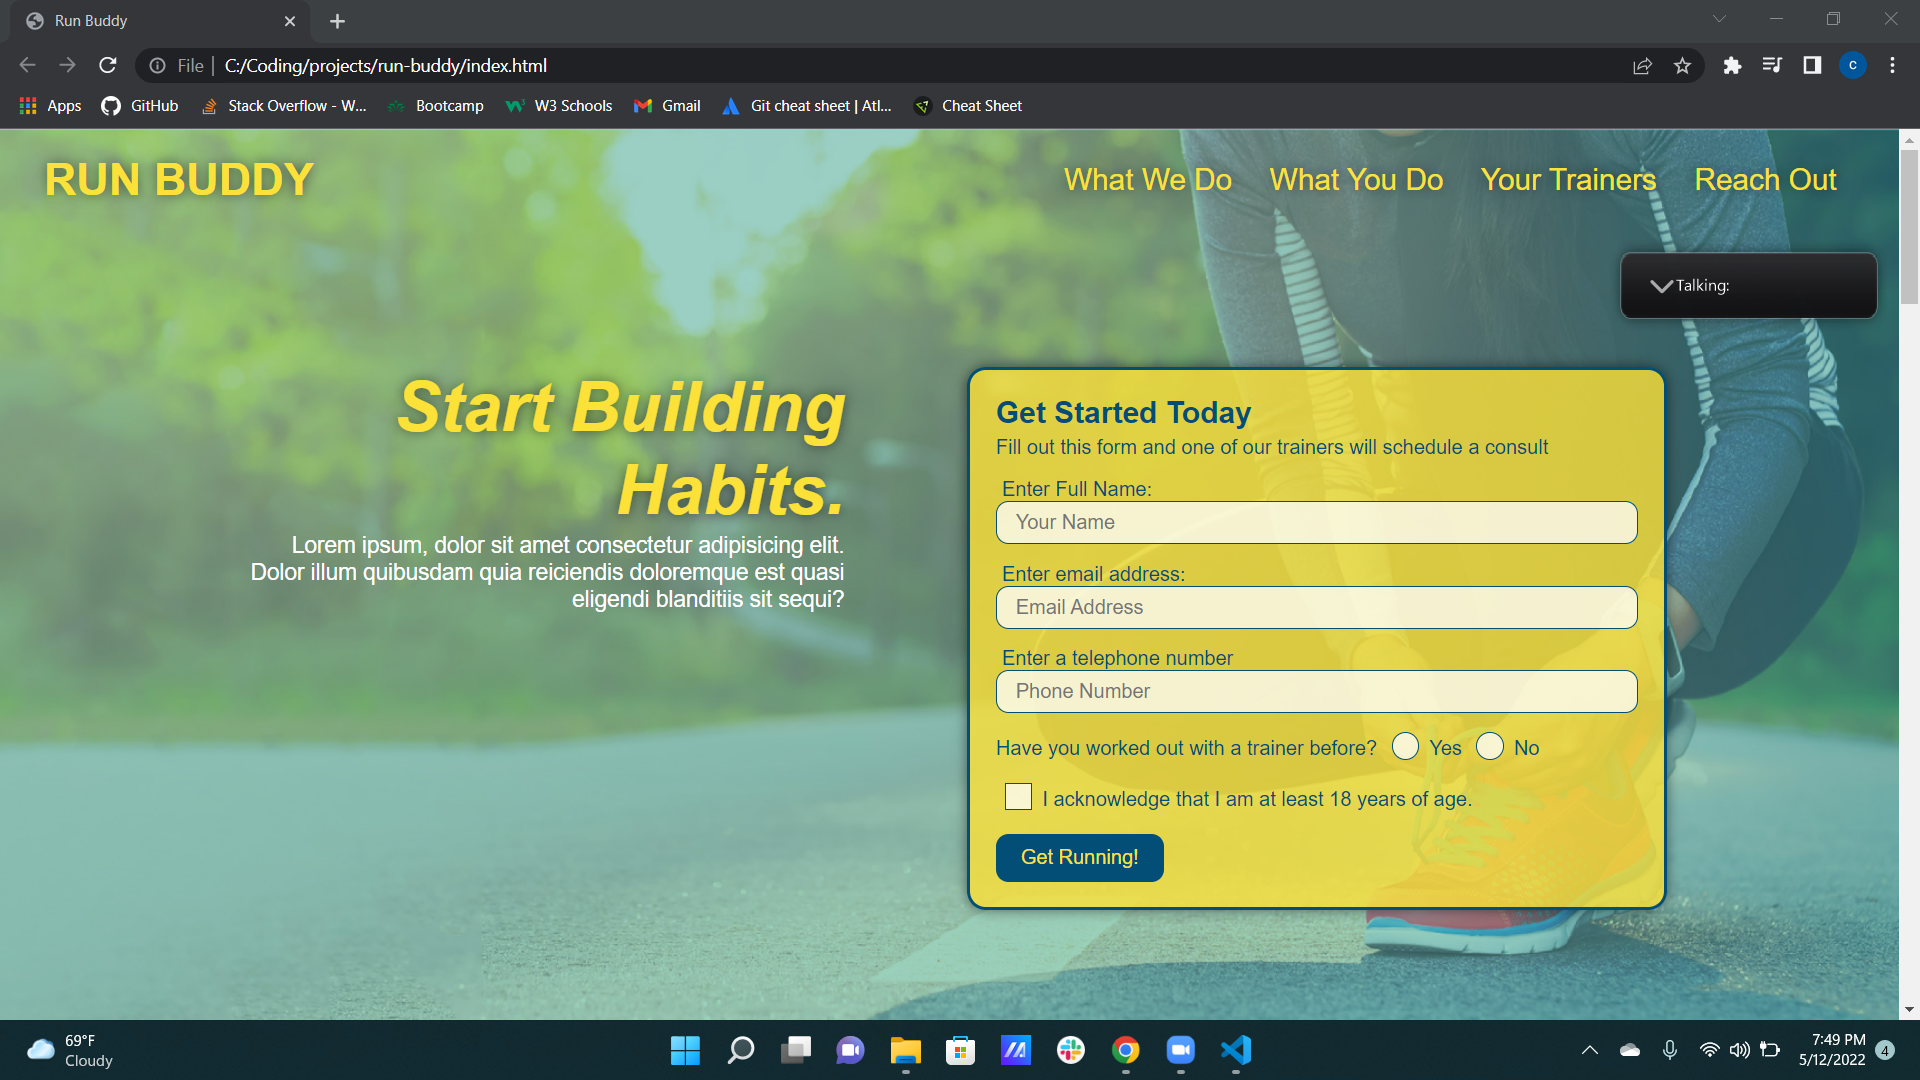 Run Buddy
File
C:/Coding/projects/run-buddy/index.html
C
Apps
GitHub
Stack Overflow - W...
Bootcamp
W3 Schools
Gmail
Git cheat sheet | Atl...
Cheat Sheet
RUN BUDDY
What We Do
What You Do
Your Trainers
Reach Out
Talking:
Start Building
Habits.
Lorem ipsum, dolor sit amet consectetur adipisicing elit.
Dolor illum quibusdam quia reiciendis doloremque est quasi
eligendi blanditiis sit sequi?
Get Started Today
Fill out this form and one of our trainers will schedule a consult
Enter Full Name:
Your Name
Enter email address:
Email Address
Enter a telephone number
Phone Number
Have you worked out with a trainer before? Yes No
I acknowledge that I am at least 18 years of age.
Get Running!
69°F
Cloudy
7:49 PM
5/12/2022
4